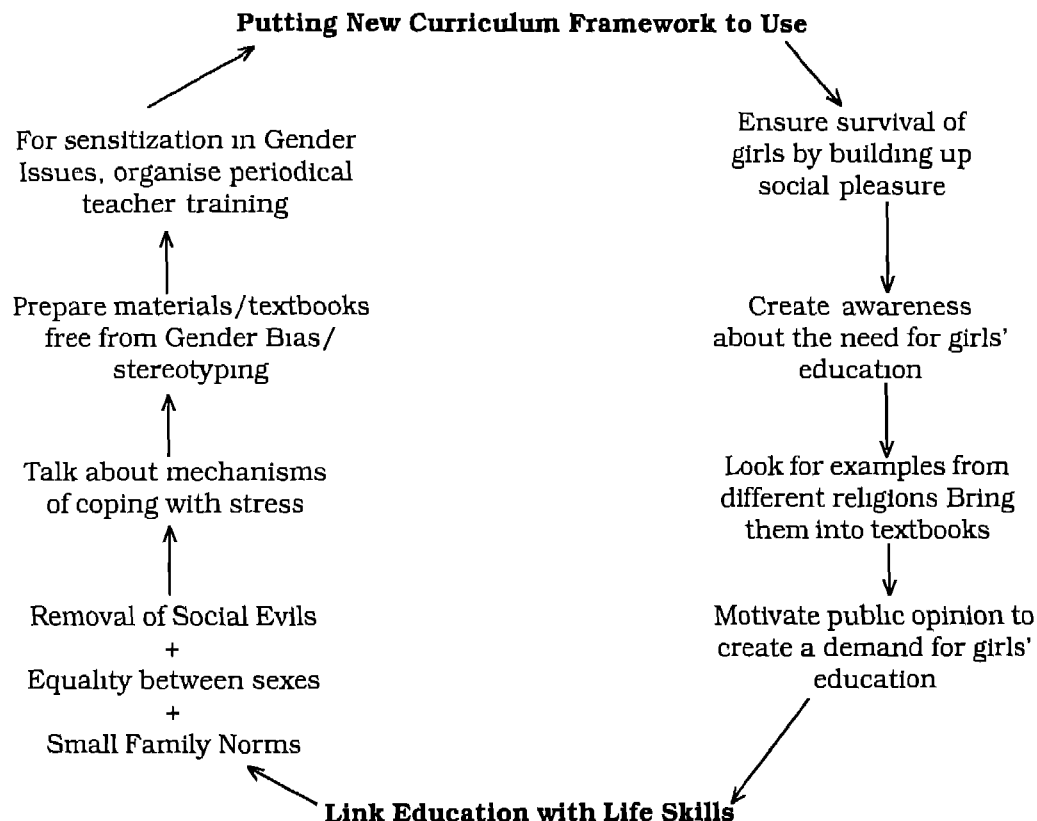 Putting New Curriculum Framework to Use
Ensure survival of
girls by building up
social pleasure
Create awareness
about the need for girls'
education
Look for examples from
different religions Bring
them into textbooks
Motivate public opinion to
create a demand for girls'
education
Link Education with Life Skills
Removal of Social Evils
+
Equality between sexes
+
Small Family Norms
Talk about mechanisms
of coping with stress
Prepare materials/textbooks
free from Gender Bias/
stereotyping
For sensitization in Gender
Issues, organise periodical
teacher training